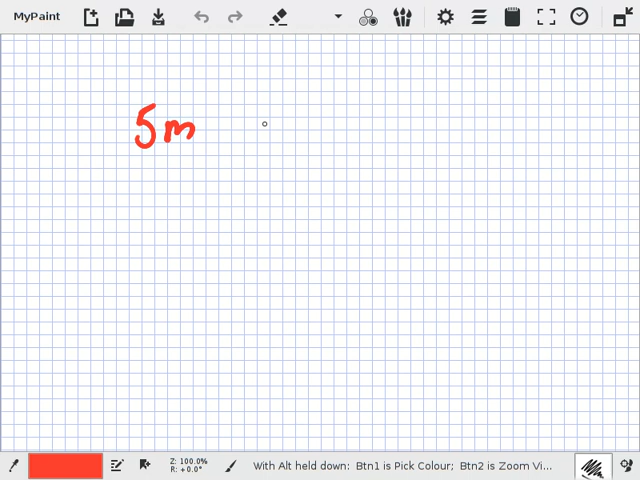 MyPaint
5m
Z: 100.0%
R: +0.0°
With Alt held down: Btn1 is Pick Colour; Btn2 is Zoom Vi...